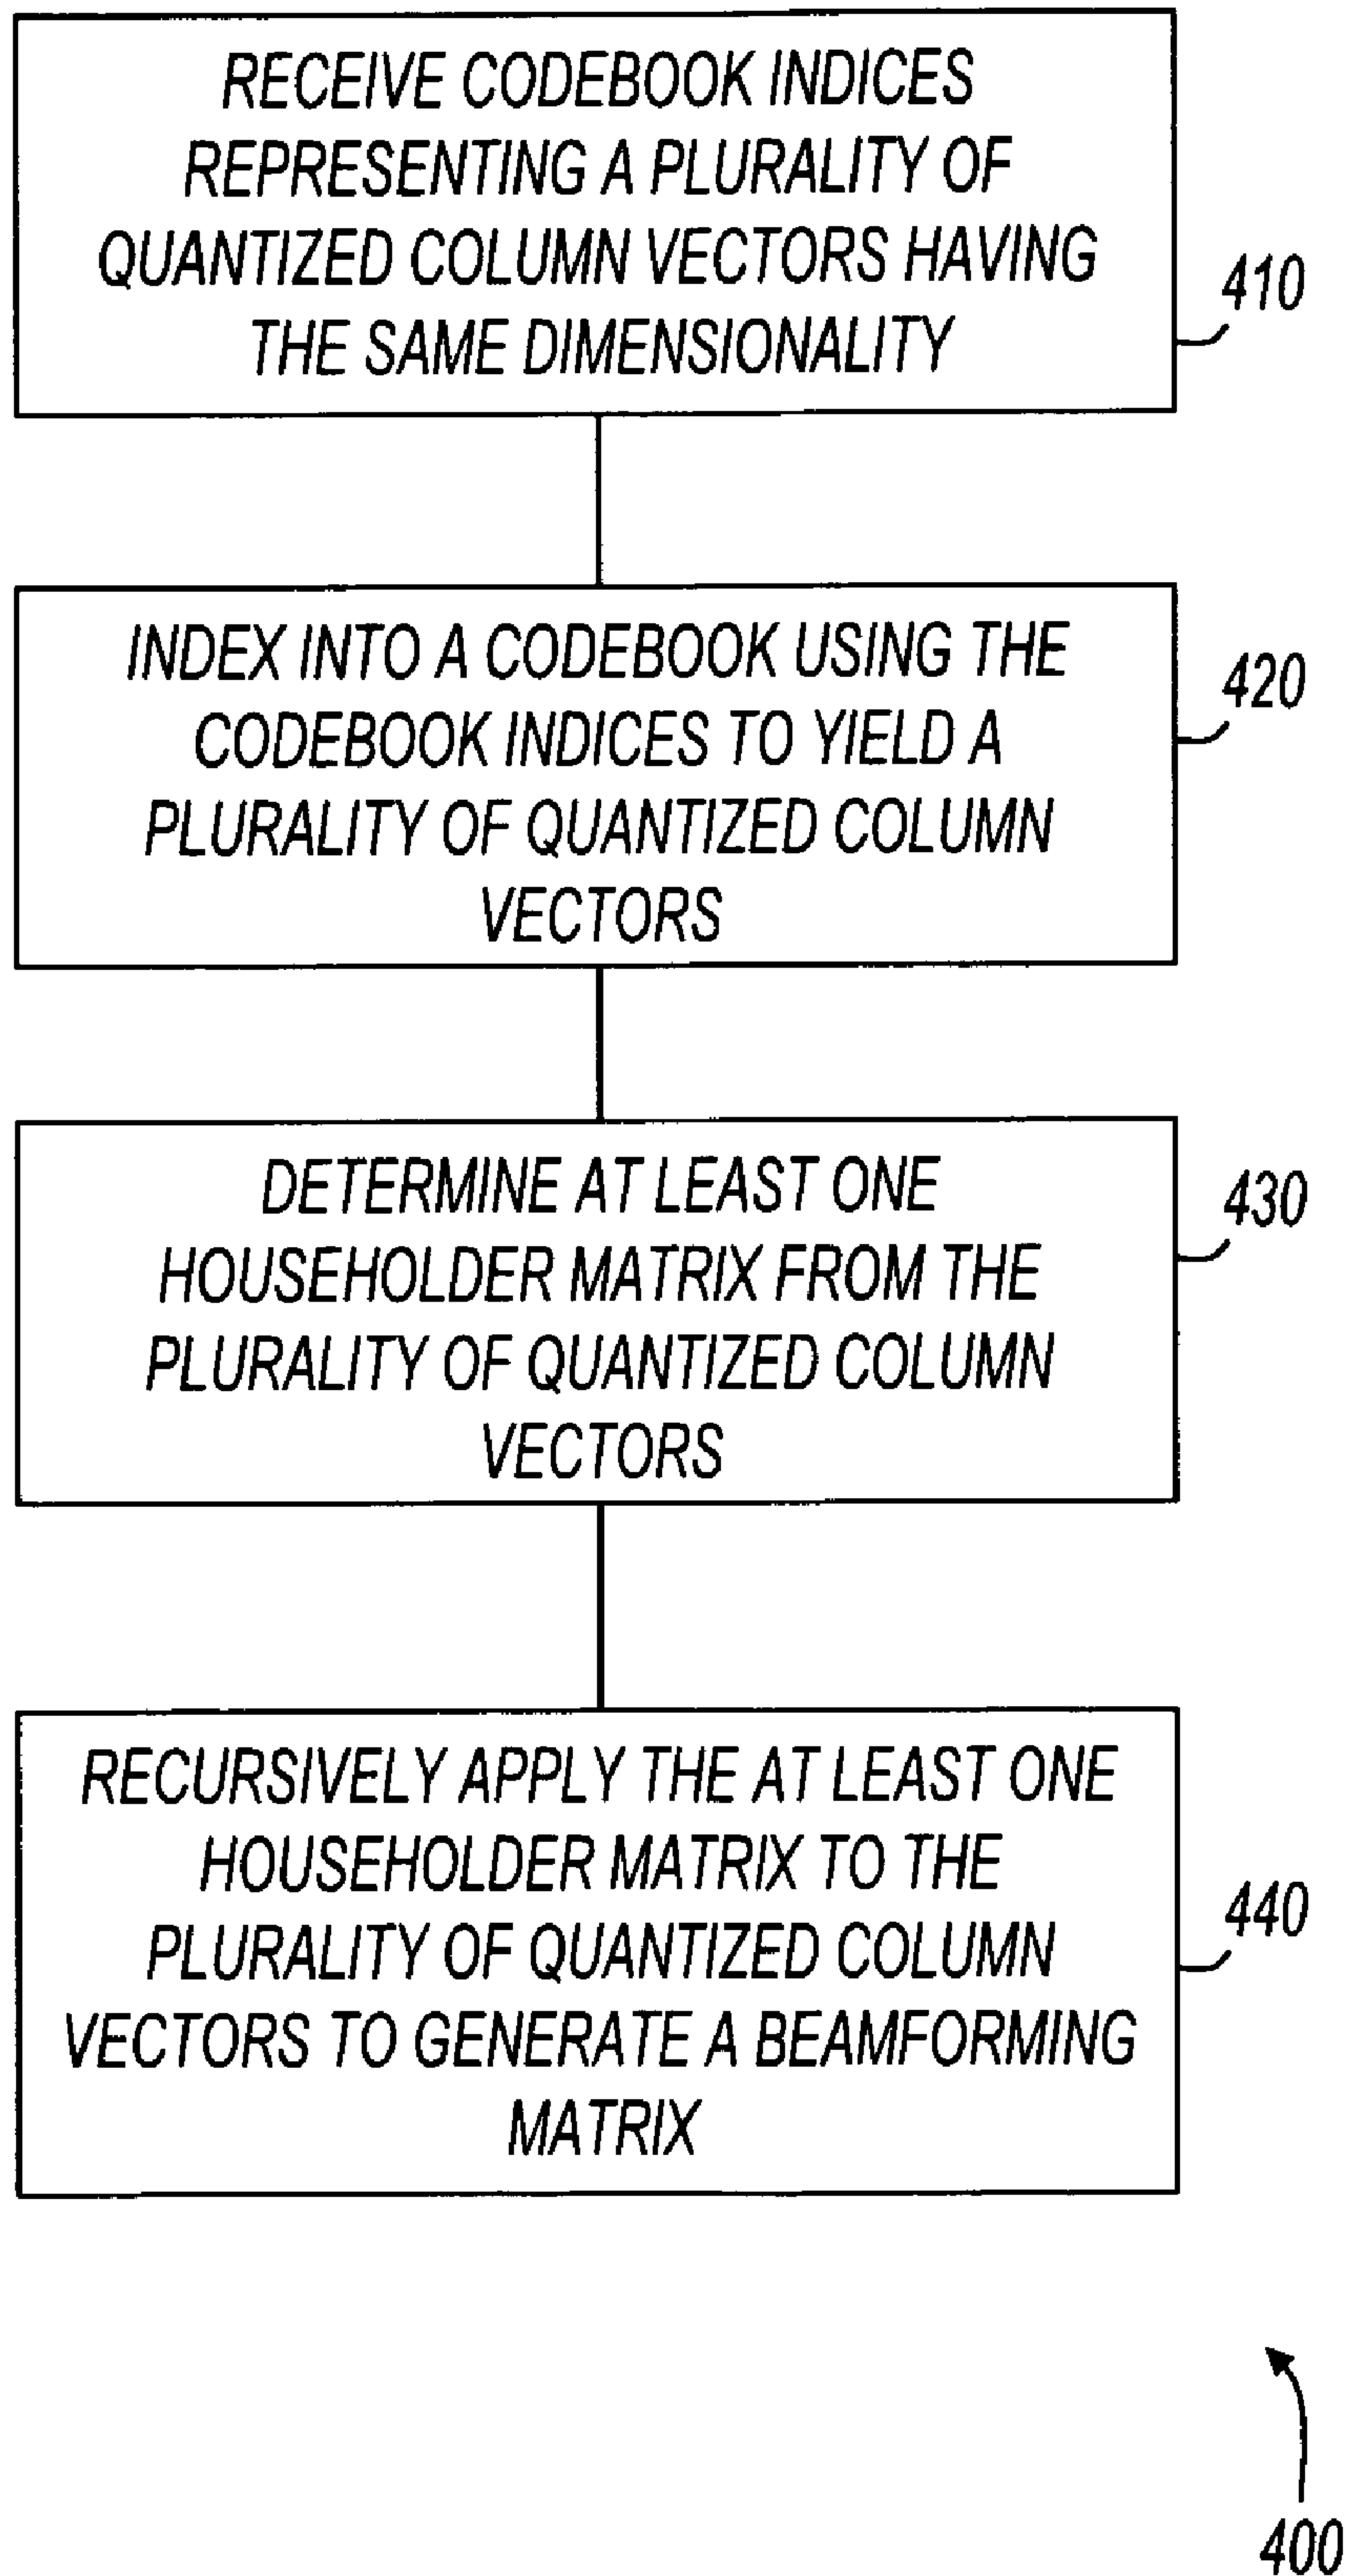 RECEIVE CODEBOOK INDICES
REPRESENTING A PLURALITY OF
QUANTIZED COLUMN VECTORS HAVING
THE SAME DIMENSIONALITY
410
INDEX INTO A CODEBOOK USING THE
CODEBOOK INDICES TO YIELD A
PLURALITY OF QUANTIZED COLUMN
VECTORS
420
DETERMINE AT LEAST ONE
HOUSEHOLDER MATRIX FROM THE
PLURALITY OF QUANTIZED COLUMN
VECTORS
430
RECURSIVELY APPLY THE AT LEAST ONE
HOUSEHOLDER MATRIX TO THE
PLURALITY OF QUANTIZED COLUMN
VECTORS TO GENERATE A BEAMFORMING
MATRIX
440
400